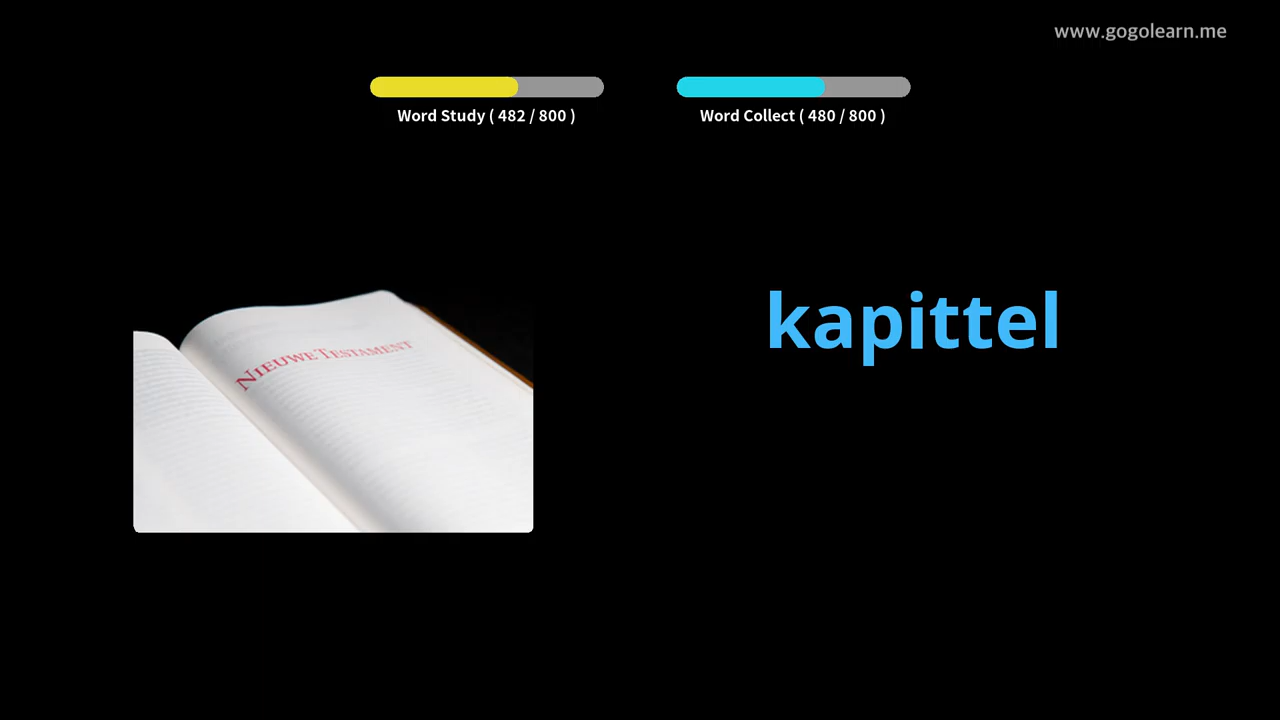 www.gogolearn.me
Word Study ( 482 / 800 )
Word Collect ( 480 / 800 )
kapittel
NIEUWE TESTAMENT